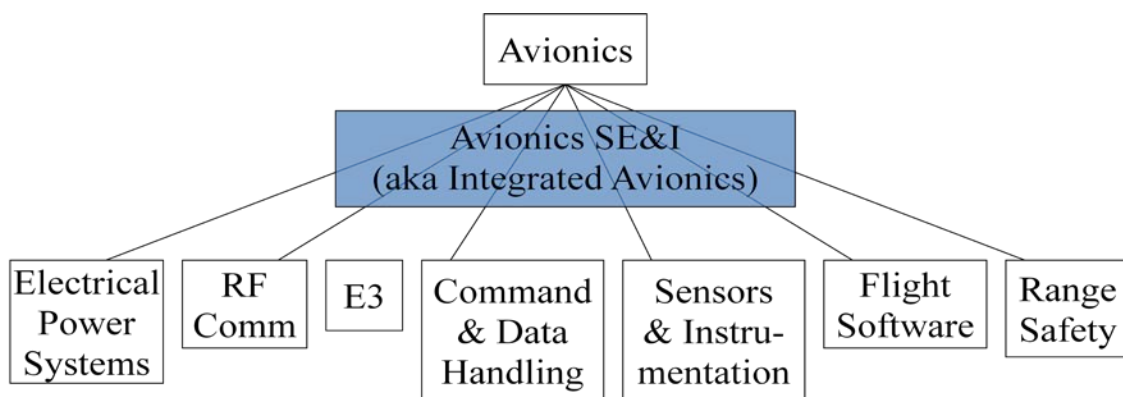 Avionics
Avionics SE&I
(aka Integrated Avionics)
Electrical
Power
Systems
RF
Comm
E3
Command
& Data
Handling
Sensors
& Instru-
mentation
Flight
Software
Range
Safety